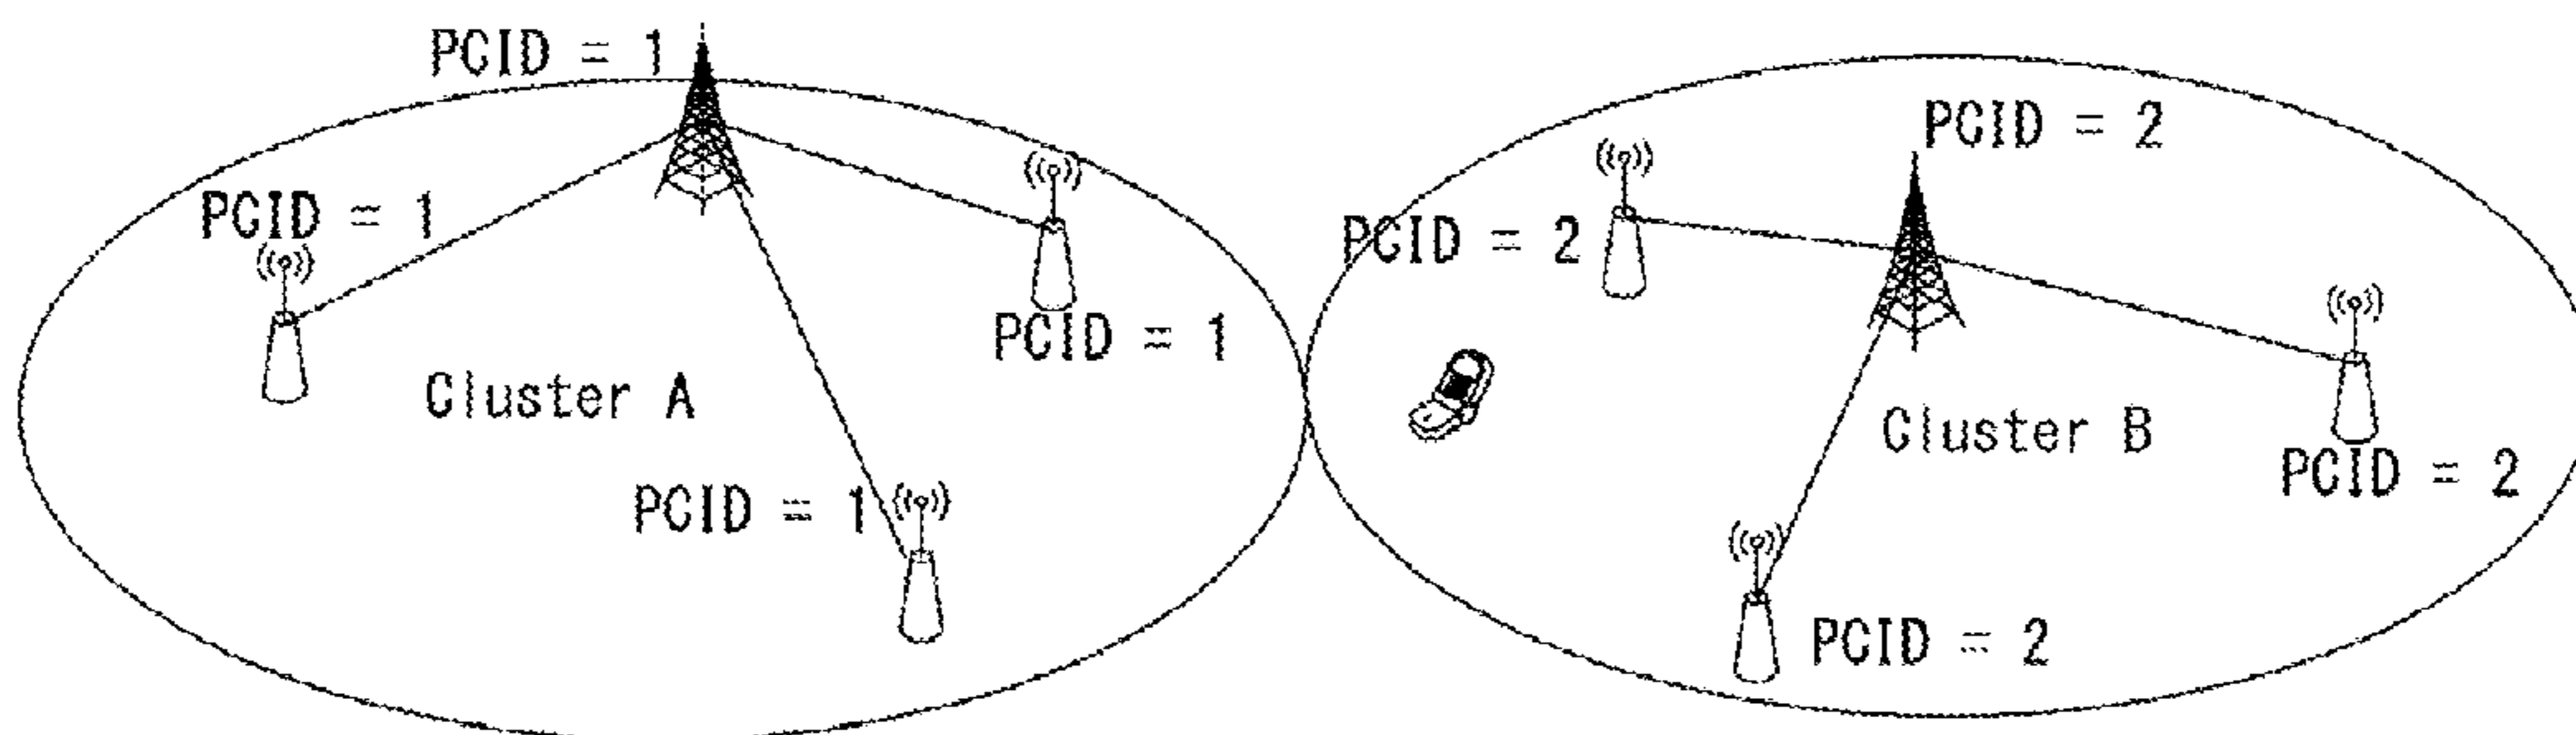 PCID = 1
PCID = 1
PCID = 1
Cluster A
PCID = 1
PCID = 2
PCID = 2
Cluster B
PCID = 2
PCID = 2